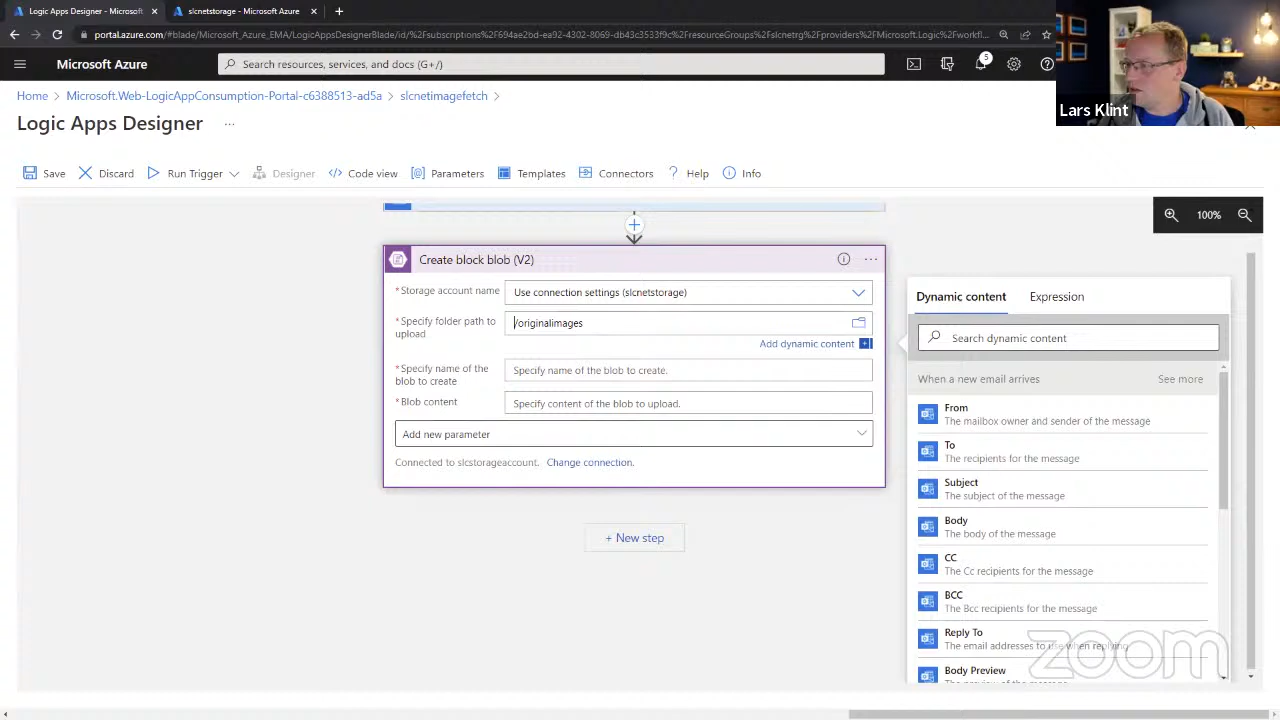 Logic Apps Designer - Microsoft
slcnetstorage - Microsoft Azure
portal.azure.com/#blade/Microsoft_Azure_EMA/LogicAppsDesignerBlade/id/%2Fsubscriptions%2F694ae2bd-ea92-4302-8069-db43c3533f9c%2FresourceGroups%2Fslcnetrg%2Fproviders%2FMicrosoft.Logic%2Fworkfl...
Microsoft Azure
Search resources, services, and docs (G+/)
5
Lars Klint
Home > Microsoft.Web-LogicAppConsumption-Portal-c6388513-ad5a > slcnetimagefetch >
Logic Apps Designer ...
Save Discard Run Trigger Designer Code view Parameters Templates Connectors Help Info
100%
Create block blob (V2)
* Storage account name
Use connection settings (slcnetstorage)
* Specify folder path to
upload
/originalimages
Add dynamic content
* Specify name of the
blob to create
Specify name of the blob to create.
* Blob content
Specify content of the blob to upload.
Add new parameter
Connected to slcstorageaccount. Change connection.
+ New step
Dynamic content Expression
Search dynamic content
When a new email arrives See more
From
The mailbox owner and sender of the message
To
The recipients for the message
Subject
The subject of the message
Body
The body of the message
CC
The Cc recipients for the message
BCC
The Bcc recipients for the message
Reply To
The email addresses to use when replying
Body Preview
The preview of the message
zoom